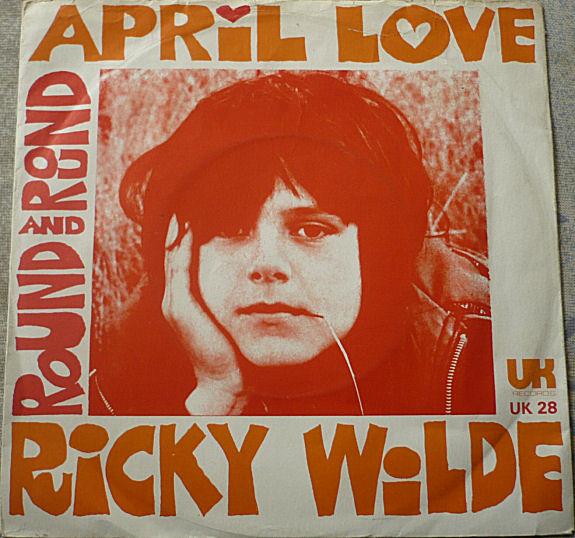 APRiL LOVE
ROUND AND ROUND
UK
RECORDS
UK 28
RiCKY WiLDE